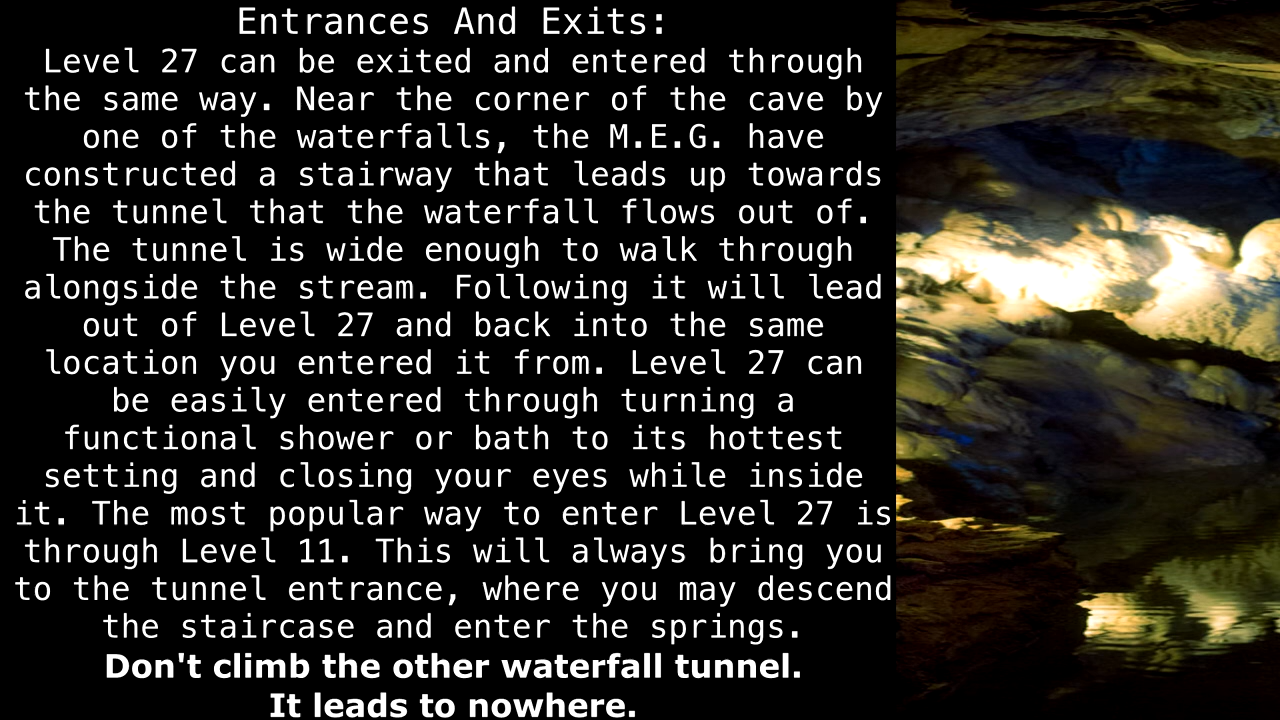 Entrances And Exits:
Level 27 can be exited and entered through
the same way. Near the corner of the cave by
one of the waterfalls, the M.E.G. have
constructed a stairway that leads up towards
the tunnel that the waterfall flows out of.
The tunnel is wide enough to walk through
alongside the stream. Following it will lead
out of Level 27 and back into the same
location you entered it from. Level 27 can
be easily entered through turning a
functional shower or bath to its hottest
setting and closing your eyes while inside
it. The most popular way to enter Level 27 is
through Level 11. This will always bring you
to the tunnel entrance, where you may descend
the staircase and enter the springs.
Don't climb the other waterfall tunnel.
It leads to nowhere.